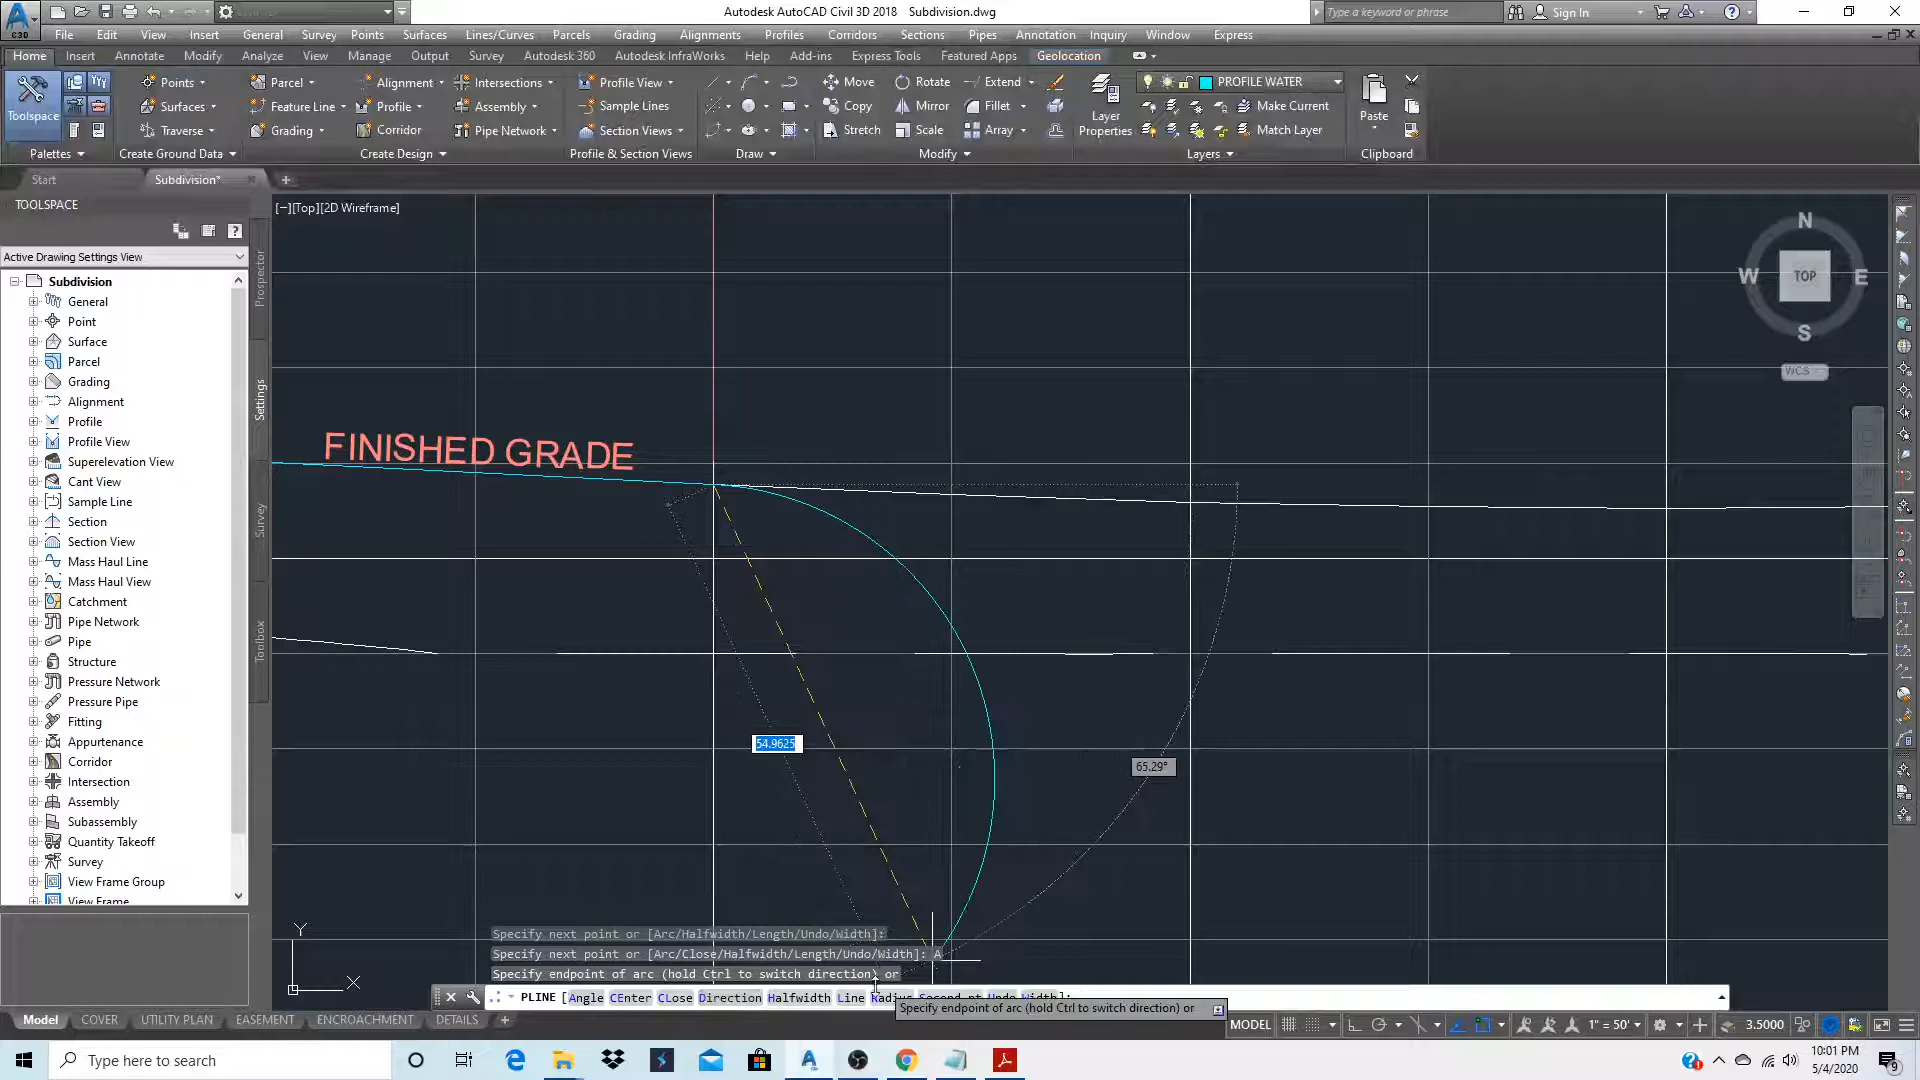 Autodesk AutoCAD Civil 3D 2018 Subdivision.dwg
Type a keyword or phrase
Sign In
C3D
File Edit View Insert General Survey Points Surfaces Lines/Curves Parcels Grading Alignments Profiles Corridors Sections Pipes Annotation Inquiry Window Express
Home Insert Annotate Modify Analyze View Manage Output Survey Autodesk 360 Autodesk InfraWorks Help Add-ins Express Tools Featured Apps Geolocation
Points Parcel Alignment Intersections Profile View Move Rotate Extend PROFILE WATER
Surfaces Feature Line Profile Assembly Sample Lines Copy Mirror Fillet Make Current
Toolspace Layer Properties Paste
Traverse Grading Corridor Pipe Network Section Views Stretch Scale Array Match Layer
Palettes Create Ground Data Create Design Profile & Section Views Draw Modify Layers Clipboard
Start Subdivision*
TOOLSPACE
[−][Top][2D Wireframe]
N
W TOP E
S
WCS
Active Drawing Settings View
Prospector
Settings
Survey
Toolbox
Subdivision
General
Point
Surface
Parcel
Grading
Alignment
Profile
Profile View
Superelevation View
Cant View
Sample Line
Section
Section View
Mass Haul Line
Mass Haul View
Catchment
Pipe Network
Pipe
Structure
Pressure Network
Pressure Pipe
Fitting
Appurtenance
Corridor
Intersection
Assembly
Subassembly
Quantity Takeoff
Survey
View Frame Group
View Frame
FINISHED GRADE
54.9625
65.29°
Y
X
Specify next point or [Arc/Halfwidth/Length/Undo/Width]:
Specify next point or [Arc/Close/Halfwidth/Length/Undo/Width]: A
Specify endpoint of arc (hold Ctrl to switch direction) or
PLINE [Angle CEnter CLose Direction Halfwidth Line Radius Second pt Undo Width]:
Specify endpoint of arc (hold Ctrl to switch direction) or
Model COVER UTILITY PLAN EASEMENT ENCROACHMENT DETAILS
MODEL 1" = 50' 3.5000
Type here to search
10:01 PM
5/4/2020
9